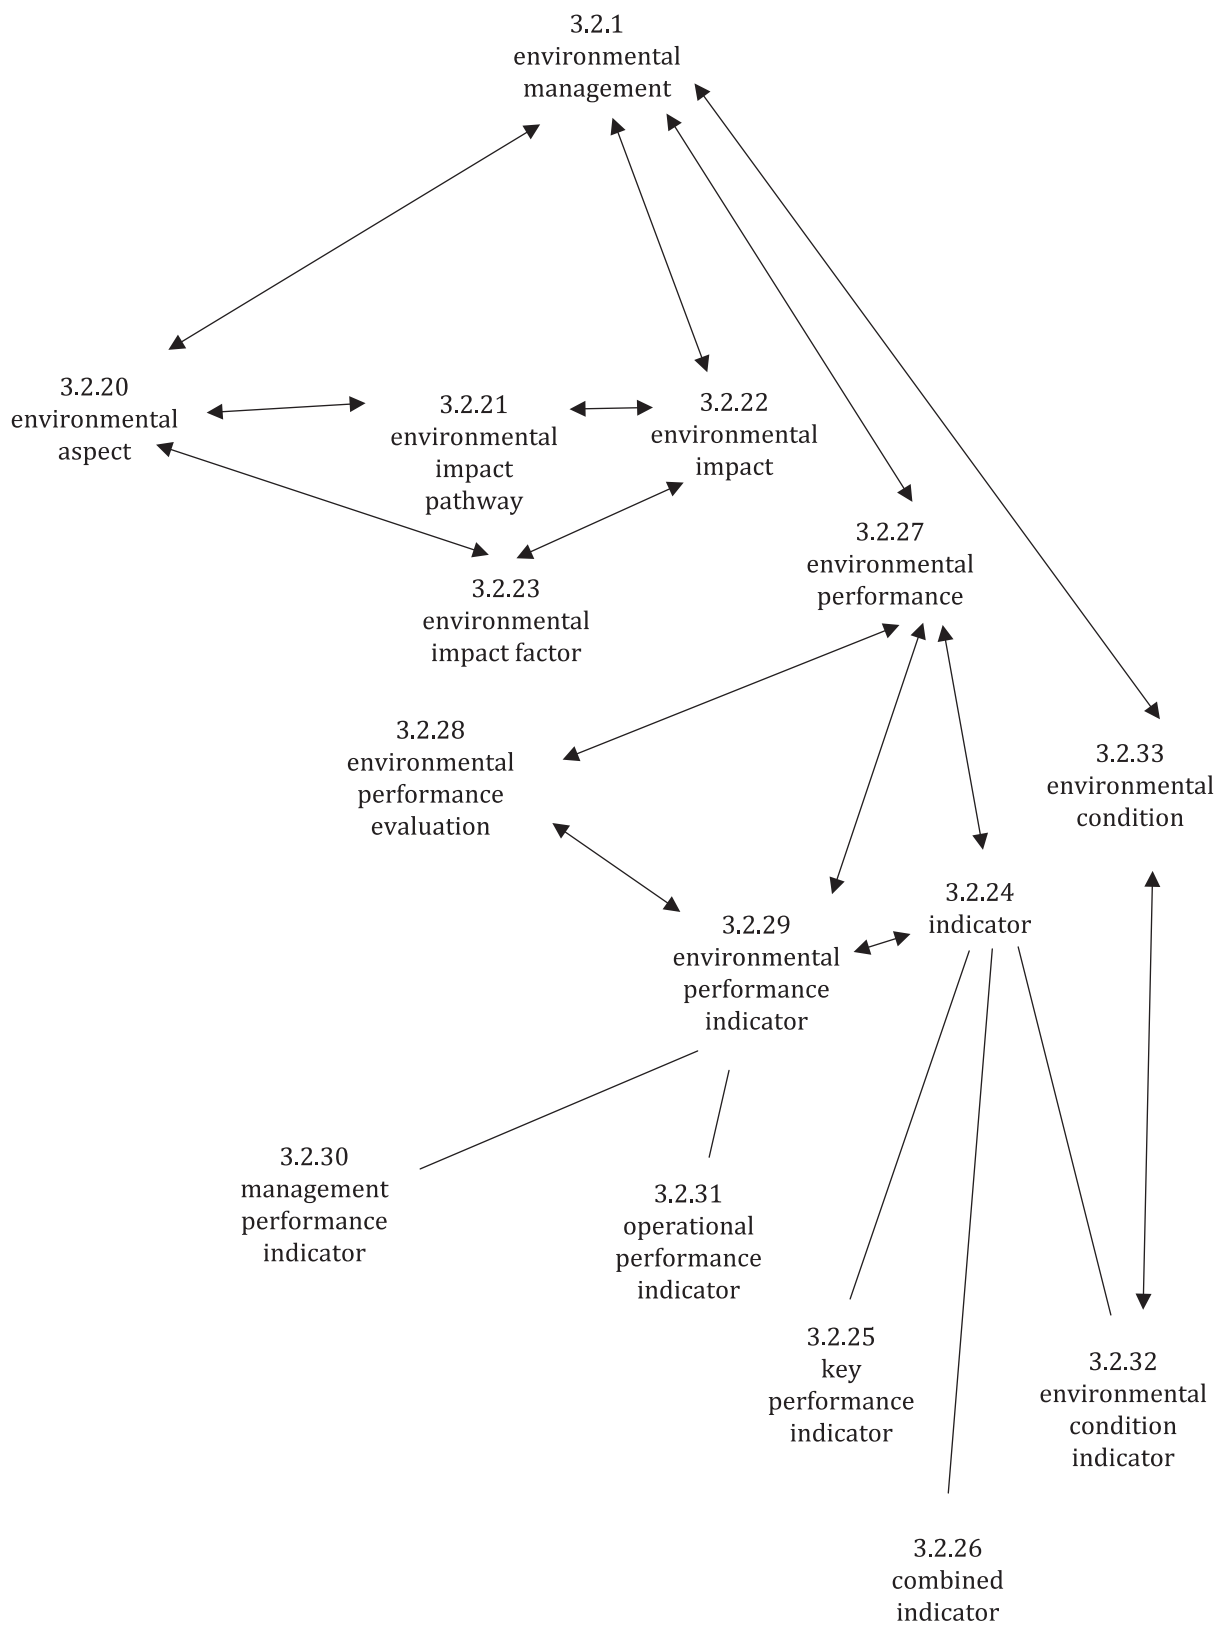 3.2.1
environmental
management
3.2.20
environmental
aspect
3.2.21
environmental
impact
pathway
3.2.22
environmental
impact
3.2.23
environmental
impact factor
3.2.27
environmental
performance
3.2.28
environmental
performance
evaluation
3.2.33
environmental
condition
3.2.29
environmental
performance
indicator
3.2.24
indicator
3.2.30
management
performance
indicator
3.2.31
operational
performance
indicator
3.2.25
key
performance
indicator
3.2.32
environmental
condition
indicator
3.2.26
combined
indicator